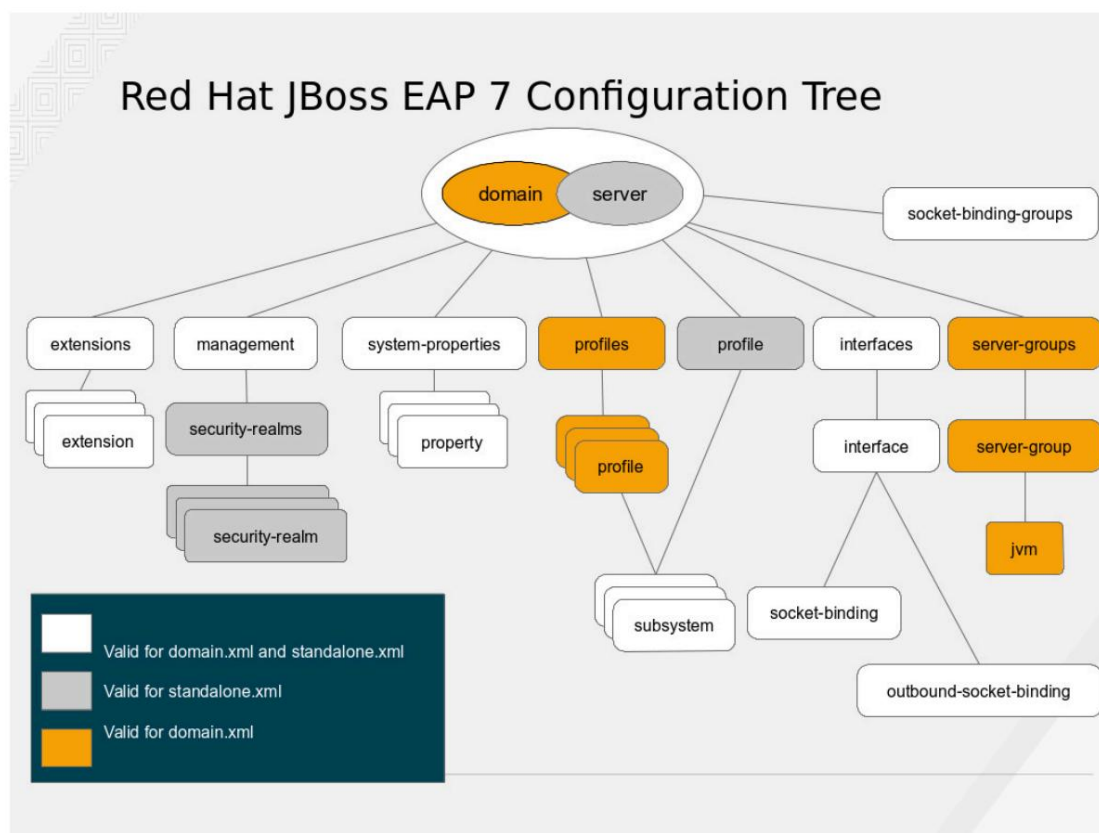 Red Hat JBoss EAP 7 Configuration Tree
domain
server
socket-binding-groups
extensions
management
system-properties
profiles
profile
interfaces
server-groups
extension
security-realms
property
profile
interface
server-group
security-realm
jvm
subsystem
socket-binding
outbound-socket-binding
Valid for domain.xml and standalone.xml
Valid for standalone.xml
Valid for domain.xml